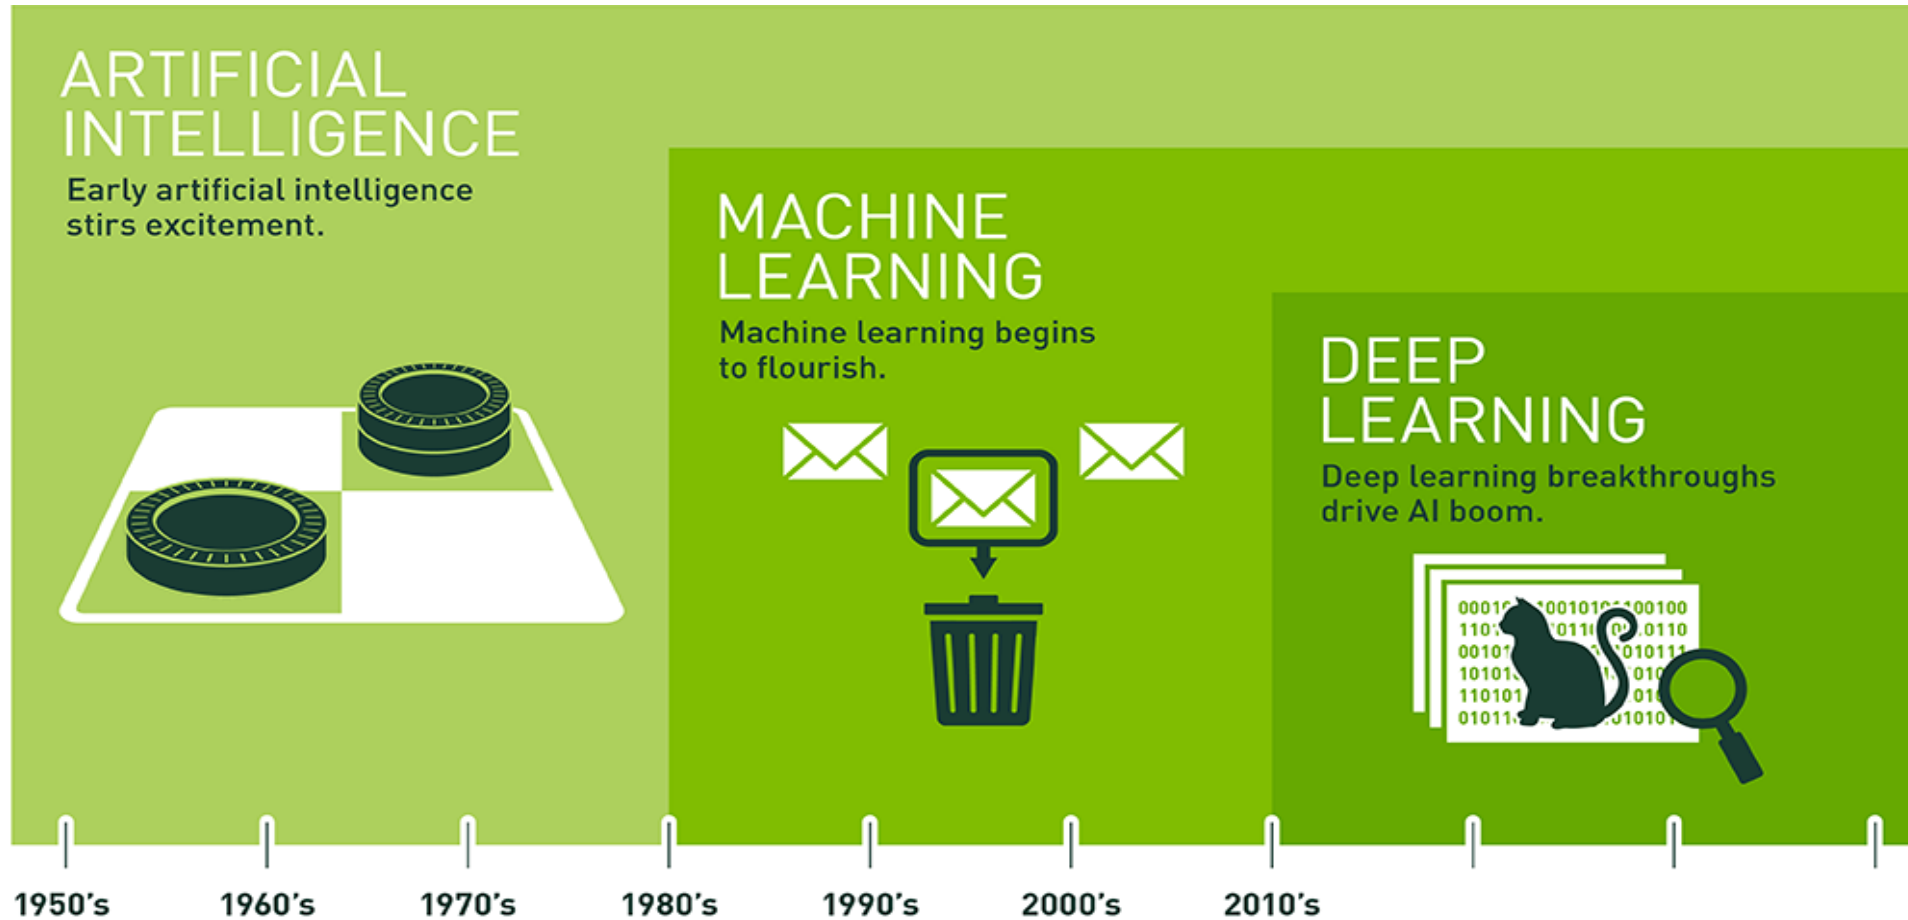 ARTIFICIAL
INTELLIGENCE
Early artificial intelligence
stirs excitement.
MACHINE
LEARNING
Machine learning begins
to flourish.
DEEP
LEARNING
Deep learning breakthroughs
drive AI boom.
1950's 1960's 1970's 1980's 1990's 2000's 2010's